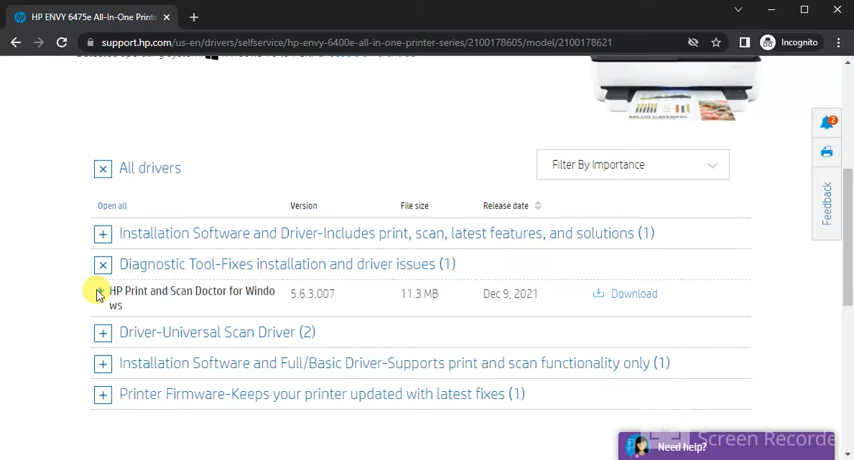 HP ENVY 6475e All-In-One Printe
support.hp.com/us-en/drivers/selfservice/hp-envy-6400e-all-in-one-printer-series/2100178605/model/2100178621
Incognito
2
All drivers
Filter By Importance
Open all Version File size Release date
Installation Software and Driver-Includes print, scan, latest features, and solutions (1)
Diagnostic Tool-Fixes installation and driver issues (1)
HP Print and Scan Doctor for Windo
ws
5.6.3.007 11.3 MB Dec 9, 2021 Download
Driver-Universal Scan Driver (2)
Installation Software and Full/Basic Driver-Supports print and scan functionality only (1)
Printer Firmware-Keeps your printer updated with latest fixes (1)
Feedback
Need help?
Screen Recorde